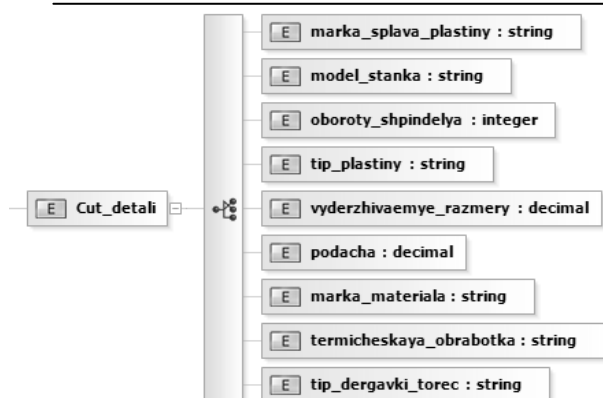 E marka_splava_plastiny : string
E model_stanka : string
E oboroty_shpindelya : integer
E tip_plastiny : string
E Cut_detali
E vyderzhivaemye_razmery : decimal
E podacha : decimal
E marka_materiala : string
E termicheskaya_obrabotka : string
E tip_dergavki_torec : string